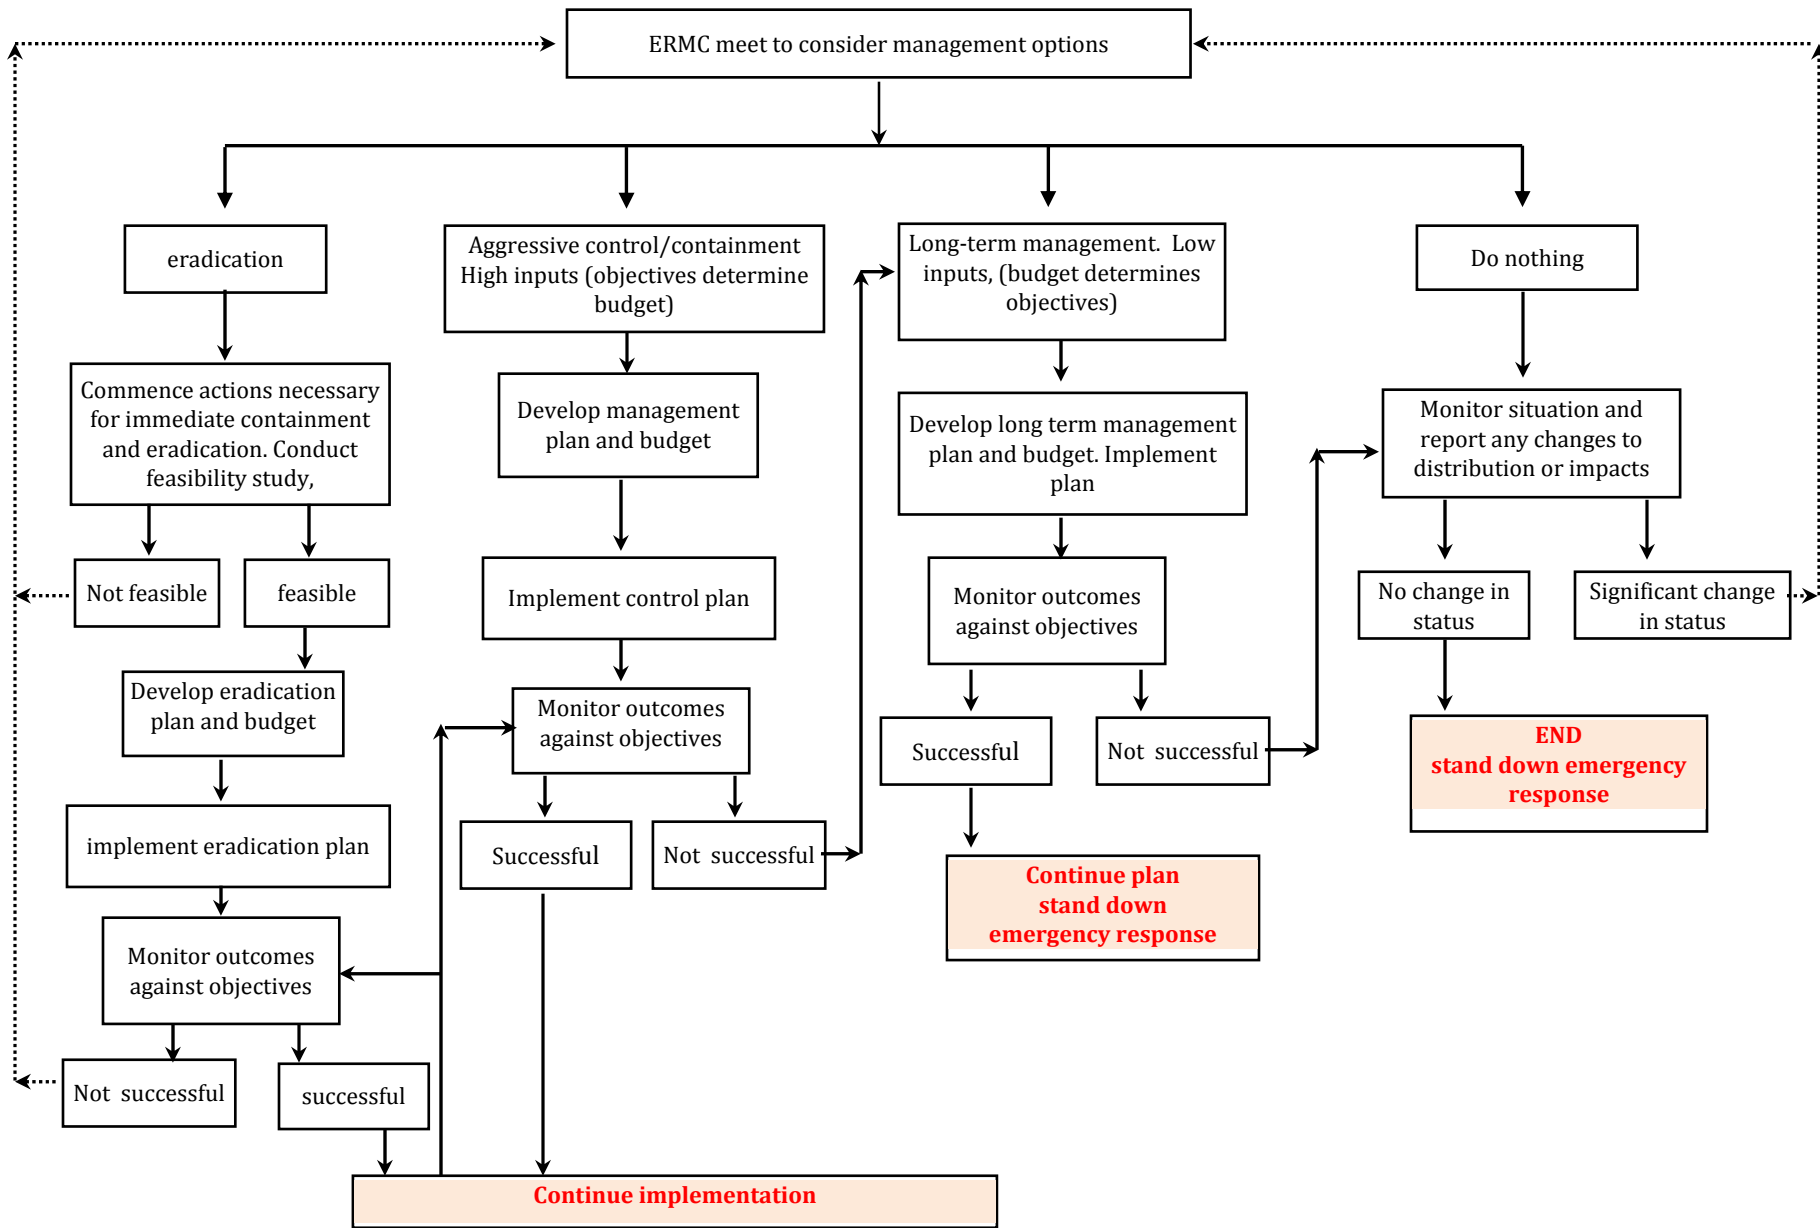 ERMC meet to consider management options
eradication
Commence actions necessary
for immediate containment
and eradication. Conduct
feasibility study,
Not feasible
feasible
Develop eradication
plan and budget
implement eradication plan
Monitor outcomes
against objectives
Not successful
successful
Aggressive control/containment
High inputs (objectives determine
budget)
Develop management
plan and budget
Implement control plan
Monitor outcomes
against objectives
Successful
Not successful
Continue implementation
Long-term management. Low
inputs, (budget determines
objectives)
Develop long term management
plan and budget. Implement
plan
Monitor outcomes
against objectives
Successful
Not successful
Continue plan
stand down
emergency response
Do nothing
Monitor situation and
report any changes to
distribution or impacts
No change in
status
Significant change
in status
END
stand down emergency
response